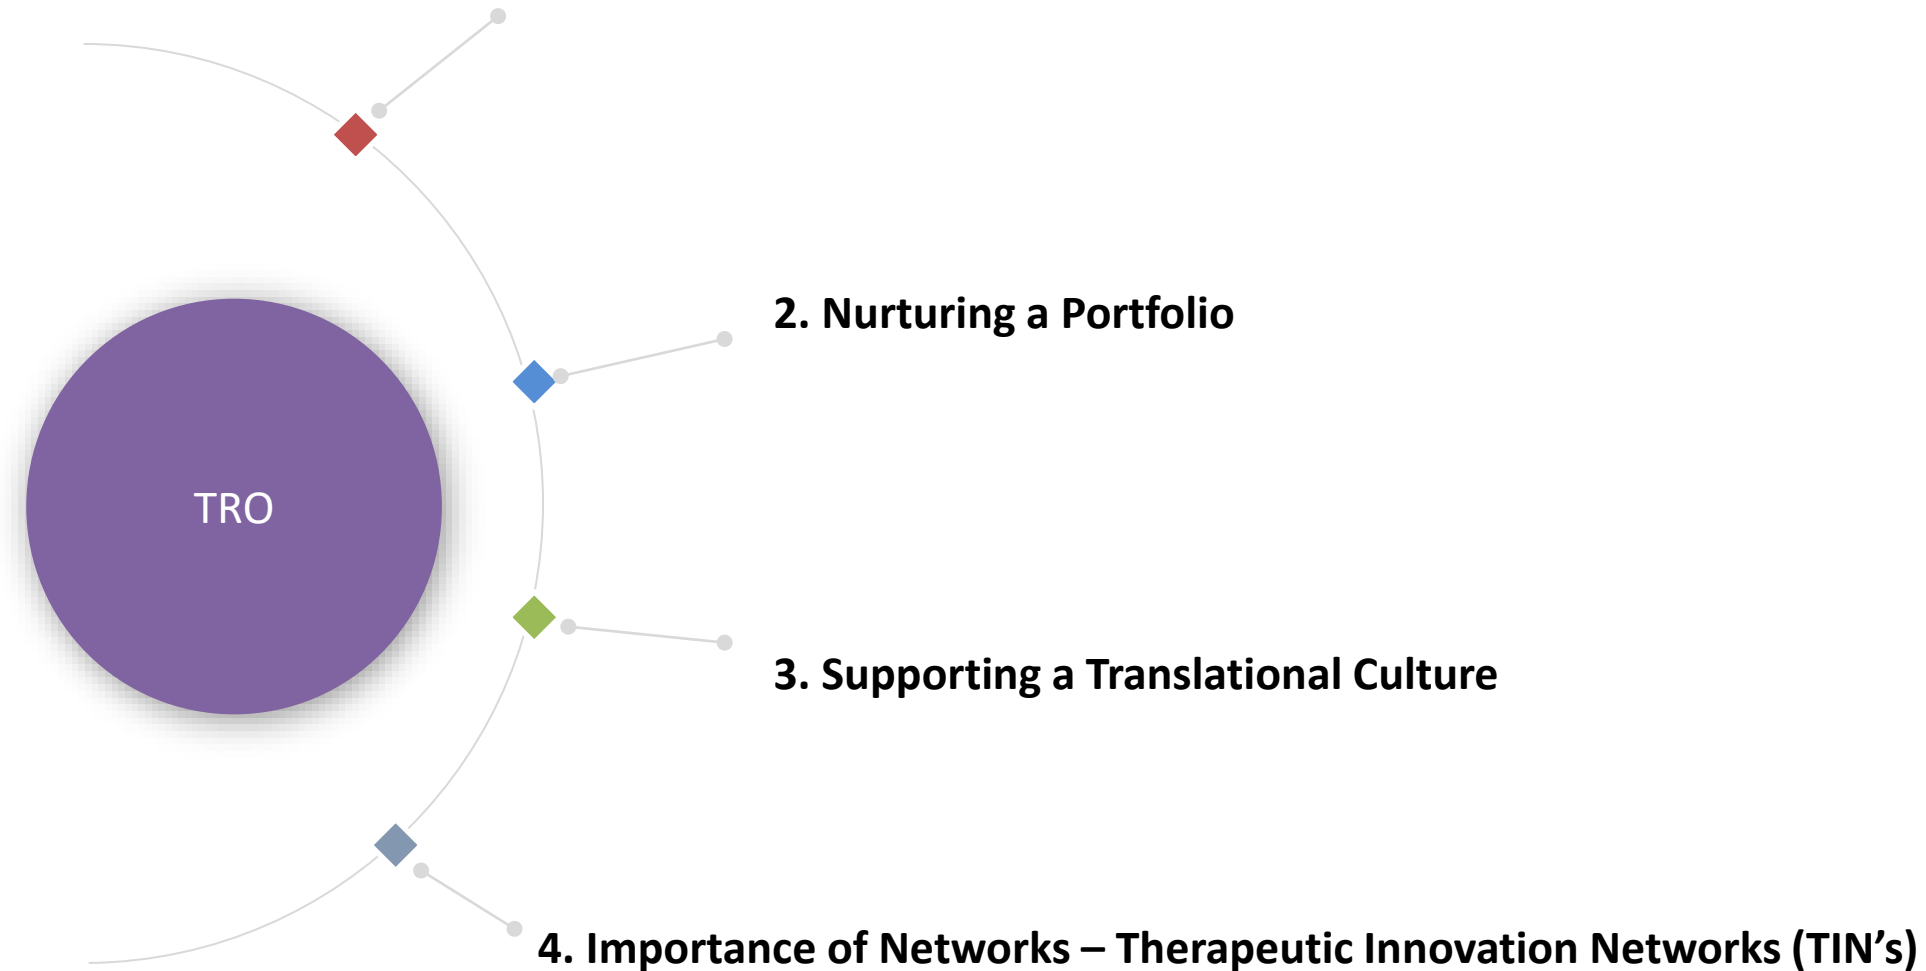 2. Nurturing a Portfolio
TRO
3. Supporting a Translational Culture
4. Importance of Networks – Therapeutic Innovation Networks (TIN’s)